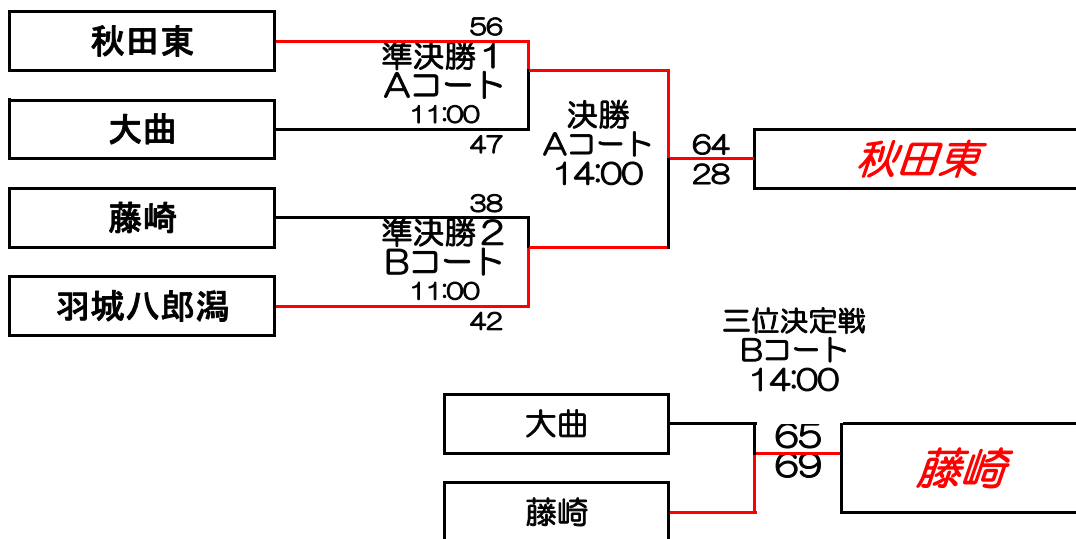 秋田東
56
準決勝1
Aコート
11:00
大曲
47
決勝
Aコート
14:00
64
28
秋田東
藤崎
38
準決勝2
Bコート
11:00
羽城八郎潟
42
三位決定戦
Bコート
14:00
大曲
65
69
藤崎
藤崎